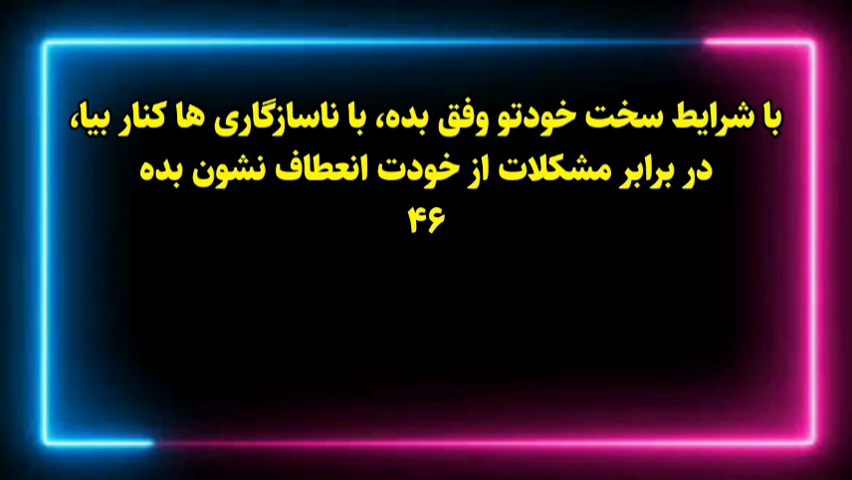 با شرایط سخت خودتو وفق بده، با ناسازگاری ها کنار بیا،
در برابر مشکلات از خودت انعطاف نشون بده
۴۶